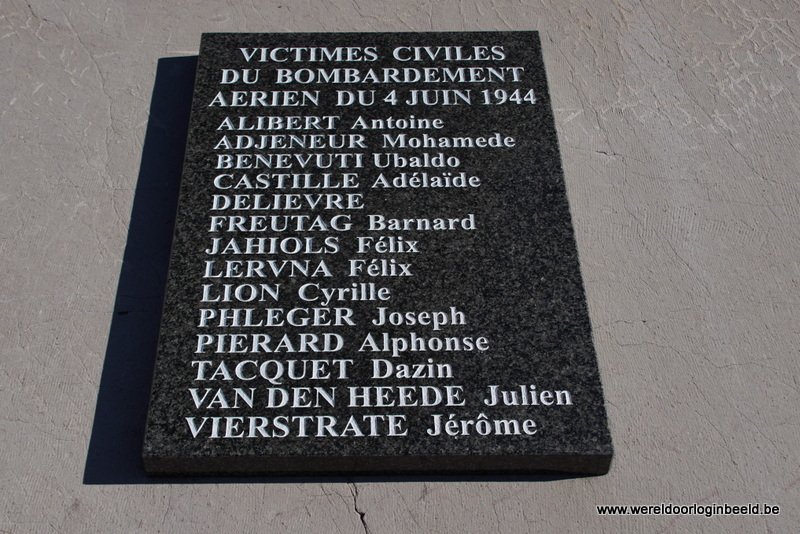 VICTIMES CIVILES
DU BOMBARDEMENT
AERIEN DU 4 JUIN 1944
ALIBERT Antoine
ADJENEUR Mohamede
BENEVUTI Ubaldo
CASTILLE Adélaïde
DELIEVRE
FREUTAG Barnard
JAHIOLS Félix
LERVNA Félix
LION Cyrille
PHLEGER Joseph
PIERARD Alphonse
TACQUET Dazin
VAN DEN HEEDE Julien
VIERSTRATE Jérôme
www.wereldoorloginbeeld.be